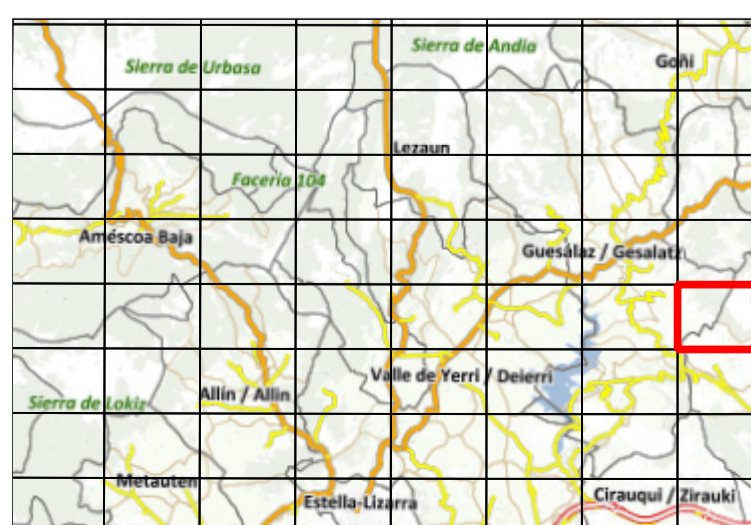 Sierra de Andia
Goñi
Sierra de Urbasa
Lezaun
Faceria 104
Améscoa Baja
Guesálaz / Gesalatz
Valle de Yerri / Deierri
Allín / Allin
Sierra de Lokiz
Metauten
Estella-Lizarra
Cirauqui / Zirauki